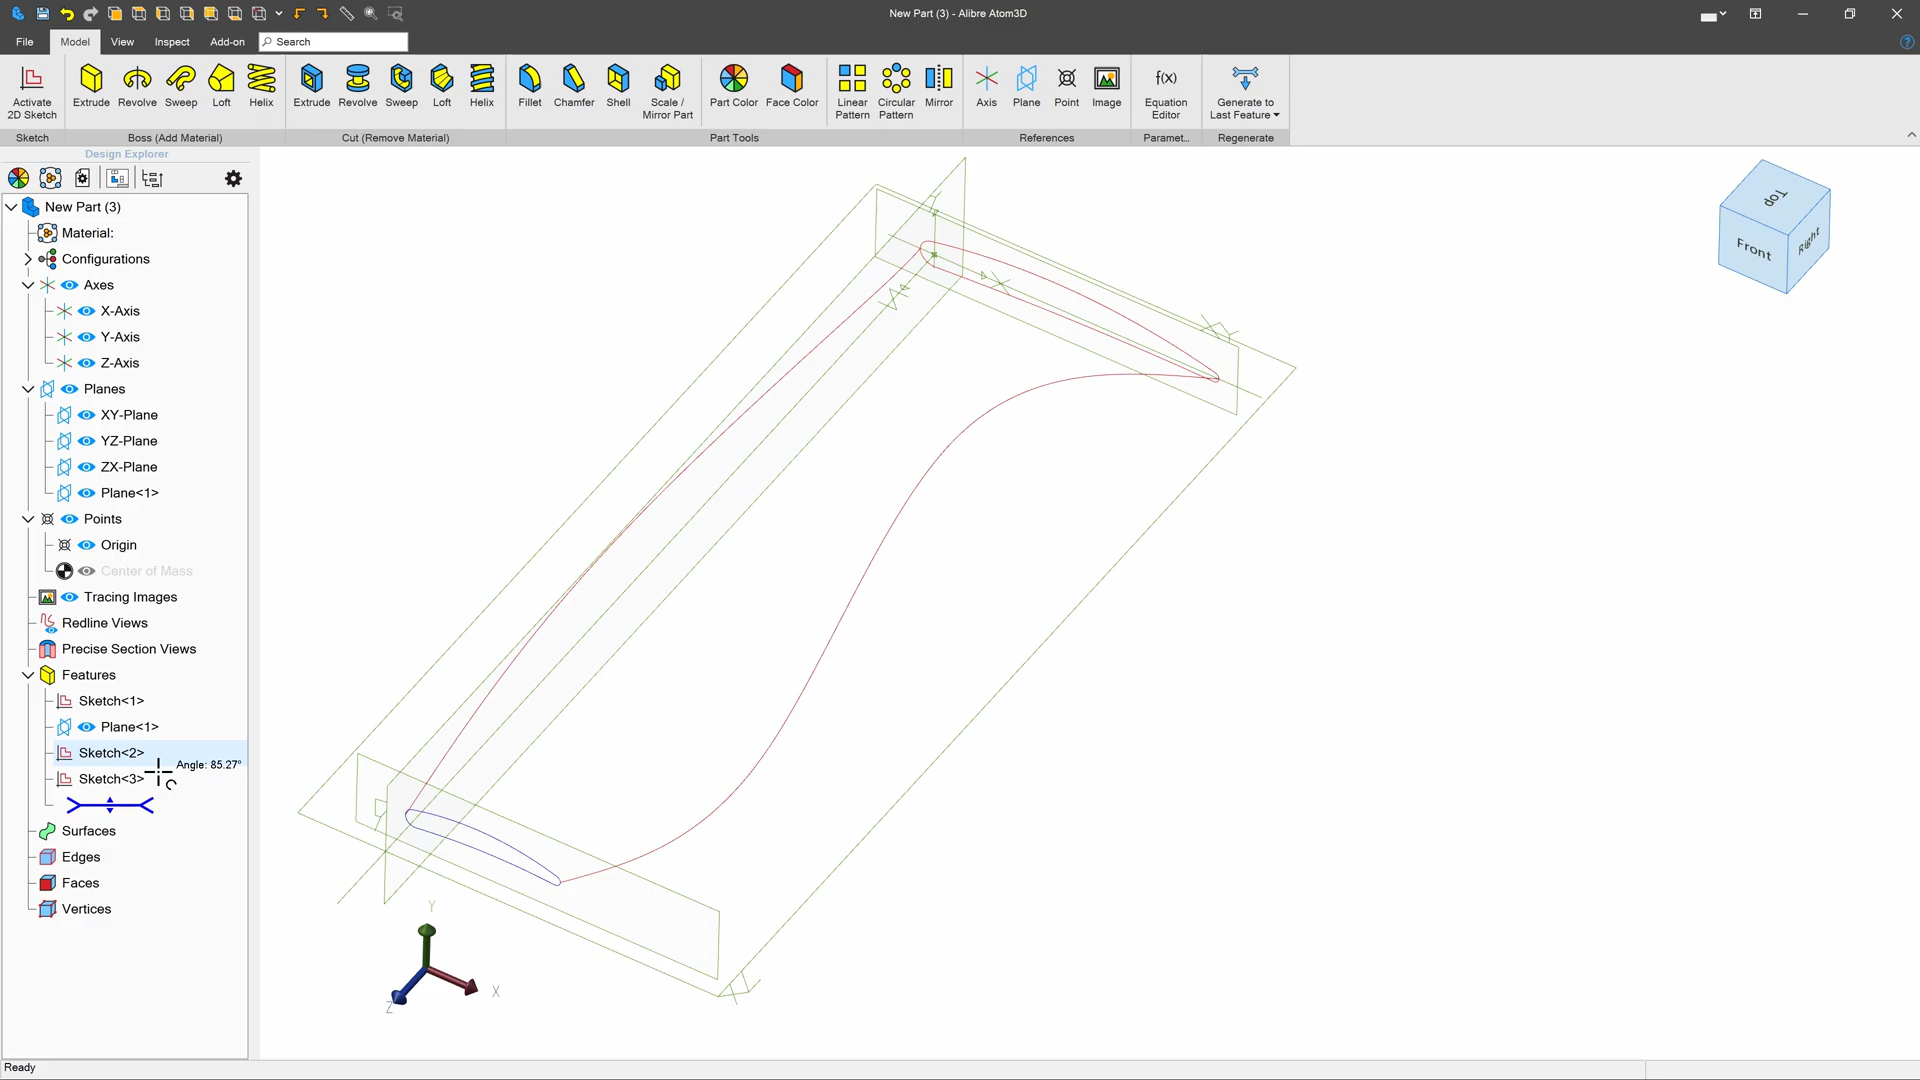 New Part (3) - Alibre Atom3D
File Model View Inspect Add-on Search
Activate 2D Sketch
Extrude Revolve Sweep Loft Helix
Extrude Revolve Sweep Loft Helix
Fillet Chamfer Shell Scale / Mirror Part
Part Color Face Color
Linear Pattern Circular Pattern Mirror
Axis Plane Point Image
f(x)
Equation Editor
Generate to Last Feature
Sketch Boss (Add Material) Cut (Remove Material) Part Tools References Paramet... Regenerate
Design Explorer
New Part (3)
Material:
Configurations
Axes
X-Axis
Y-Axis
Z-Axis
Planes
XY-Plane
YZ-Plane
ZX-Plane
Plane<1>
Points
Origin
Center of Mass
Tracing Images
Redline Views
Precise Section Views
Features
Sketch<1>
Plane<1>
Sketch<2>
Angle: 85.27°
Sketch<3>
Surfaces
Edges
Faces
Vertices
Top
Front
Right
Y
X
Z
Ready